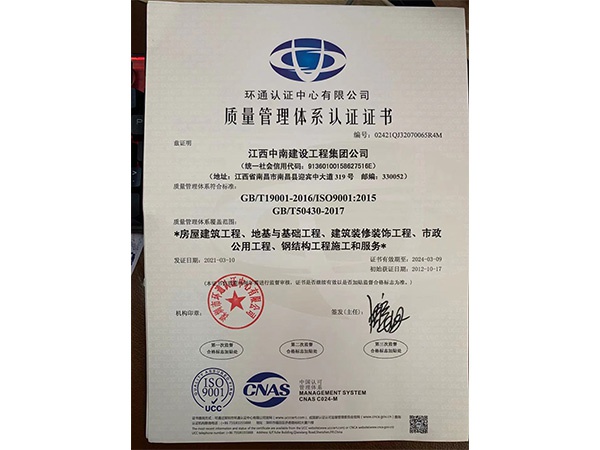 环通认证中心有限公司
质量管理体系认证证书
编号：02421QJ32070065R4M
兹证明
江西中南建设工程集团公司
（统一社会信用代码：91360100158627516E）
（地址：江西省南昌市南昌县迎宾中大道 319 号 邮编：330052）
质量管理体系符合标准：
GB/T19001-2016/ISO9001:2015
GB/T50430-2017
质量管理体系覆盖范围：
*房屋建筑工程、地基与基础工程、建筑装修装饰工程、市政
公用工程、钢结构工程施工和服务*
发证日期：2021-03-10
证书有效期至：2024-03-09
初始获证日期：2012-10-17
机构印章：
签发(主任)：
第一次监督
合格标志加贴处
第二次监督
合格标志加贴处
第三次监督
合格标志加贴处
ISO
9001
UCC
CNAS
中国认可
管理体系
MANAGEMENT SYSTEM
CNAS C024-M